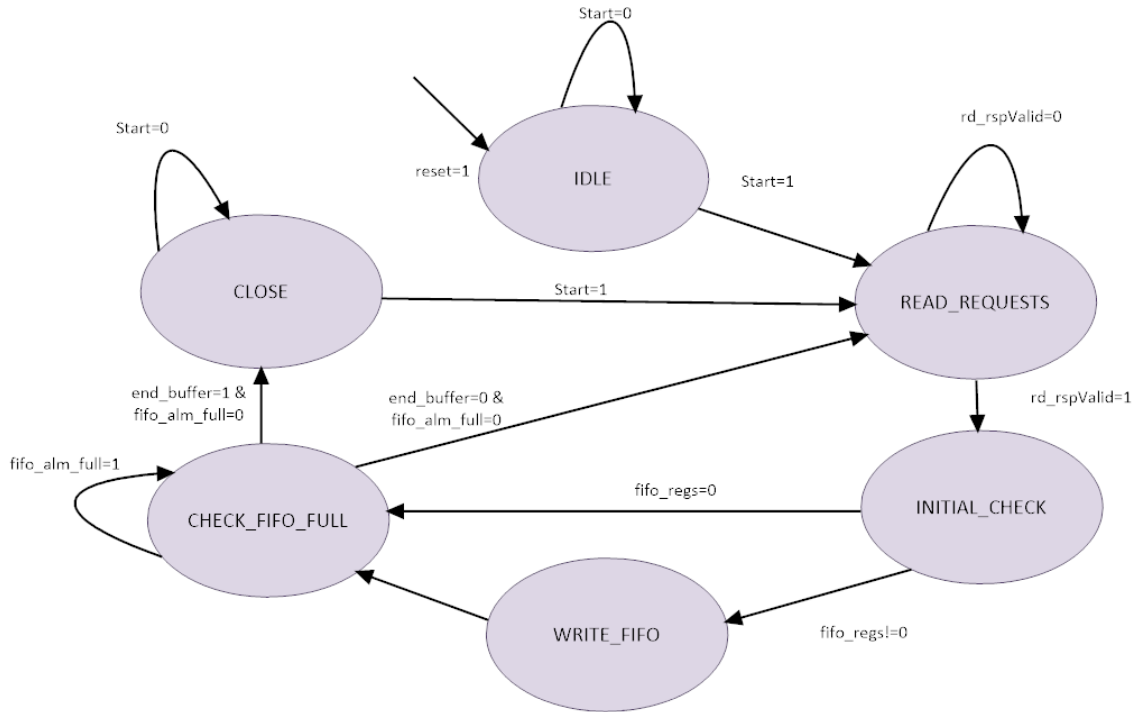 Start=0
Start=0
rd_rspValid=0
reset=1
IDLE
Start=1
CLOSE
Start=1
READ_REQUESTS
end_buffer=1 &
fifo_alm_full=0
end_buffer=0 &
fifo_alm_full=0
rd_rspValid=1
fifo_alm_full=1
fifo_regs=0
CHECK_FIFO_FULL
INITIAL_CHECK
WRITE_FIFO
fifo_regs!=0